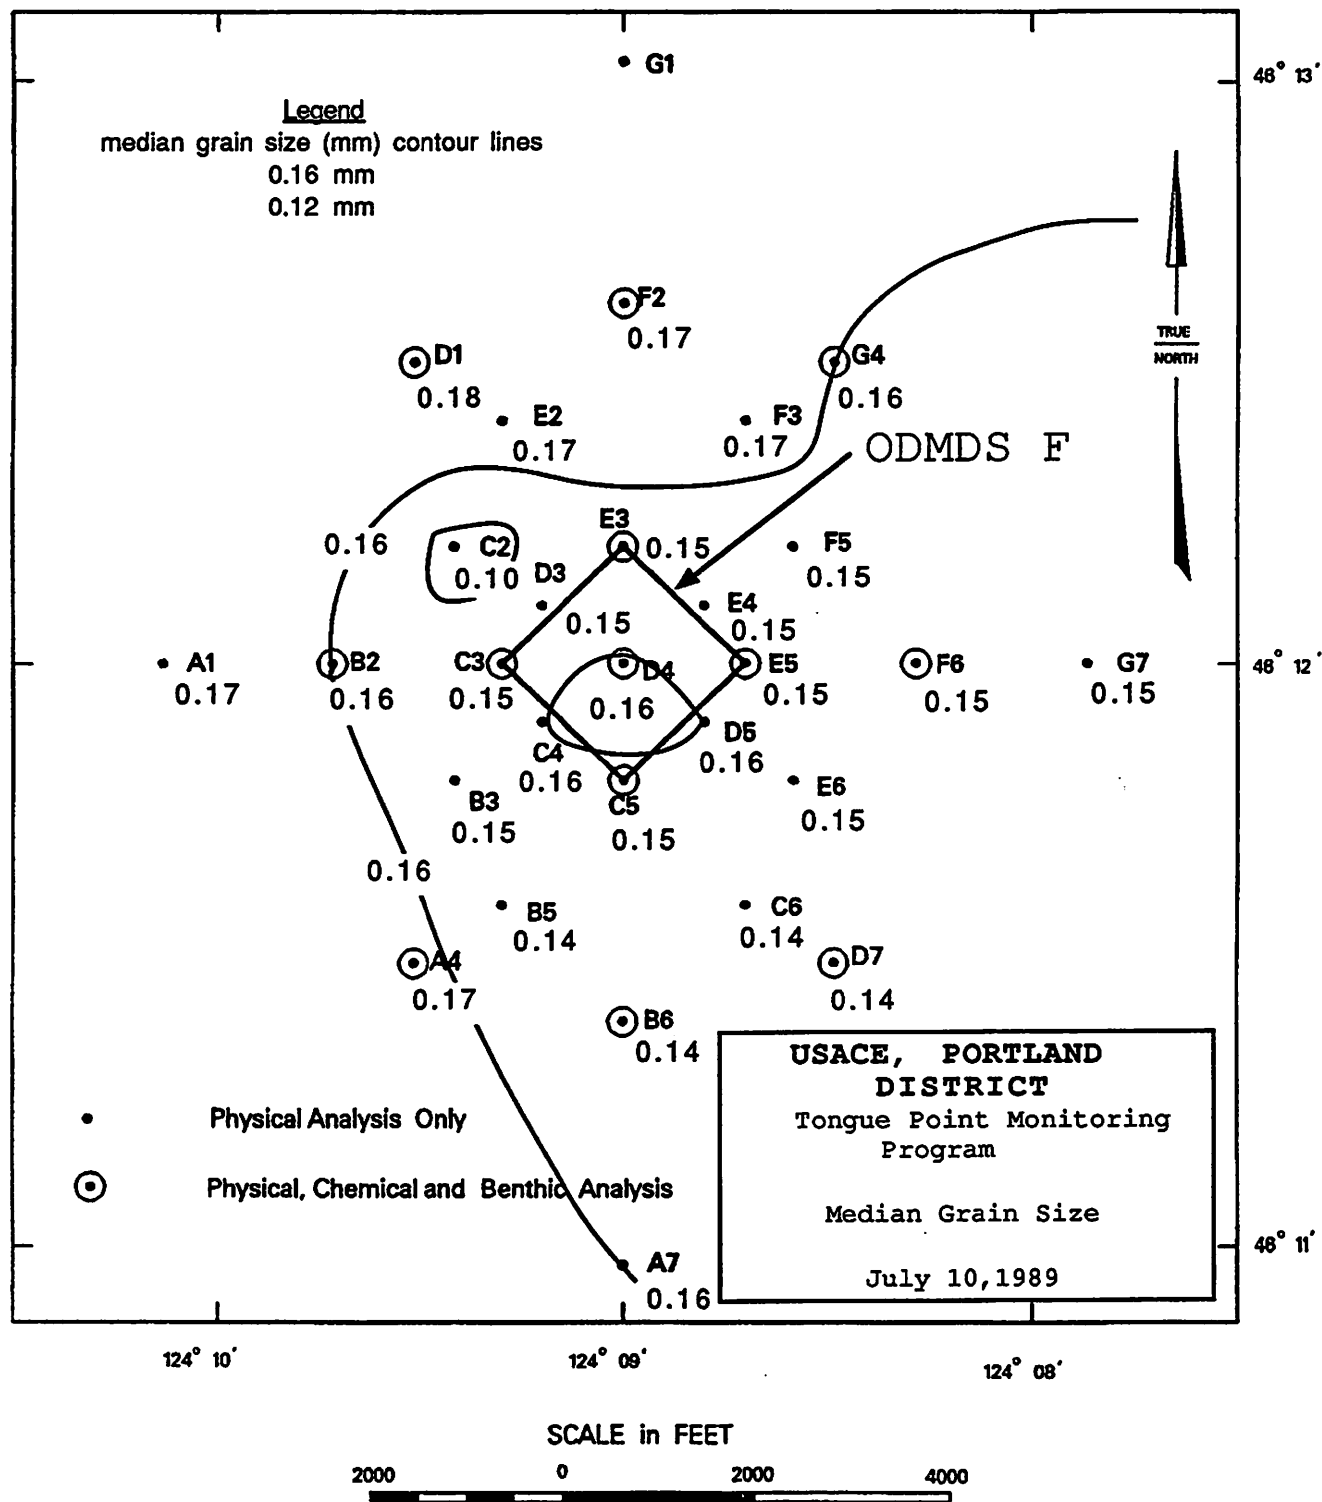 G1
46° 13'
Legend
median grain size (mm) contour lines
0.16 mm
0.12 mm
F2
0.17
TRUE
NORTH
D1
0.18
G4
0.16
E2
0.17
F3
0.17
ODMDS F
0.16
C2
0.10
E3
0.15
F5
0.15
D3
0.15
E4
0.15
A1
0.17
B2
0.16
C3
0.15
D4
0.16
E5
0.15
F6
0.15
G7
0.15
46° 12'
C4
0.16
D5
0.16
B3
0.15
C5
0.15
E6
0.15
0.16
B5
0.14
C6
0.14
A4
0.17
D7
0.14
B6
0.14
USACE, PORTLAND
DISTRICT
Tongue Point Monitoring
Program
Median Grain Size
July 10,1989
Physical Analysis Only
Physical, Chemical and Benthic Analysis
A7
0.16
46° 11'
124° 10'
124° 09'
124° 08'
SCALE in FEET
2000 0 2000 4000